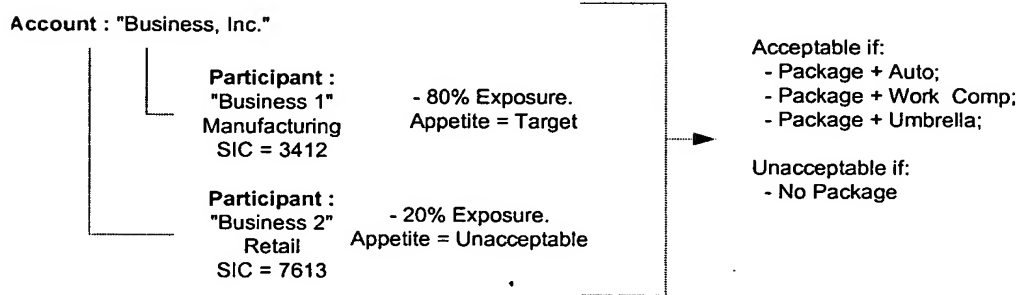 Account : "Business, Inc."
Participant :
"Business 1"
Manufacturing
SIC = 3412
- 80% Exposure.
Appetite = Target
Participant :
"Business 2"
Retail
SIC = 7613
- 20% Exposure.
Appetite = Unacceptable
Acceptable if:
- Package + Auto;
- Package + Work Comp;
- Package + Umbrella;
Unacceptable if:
- No Package